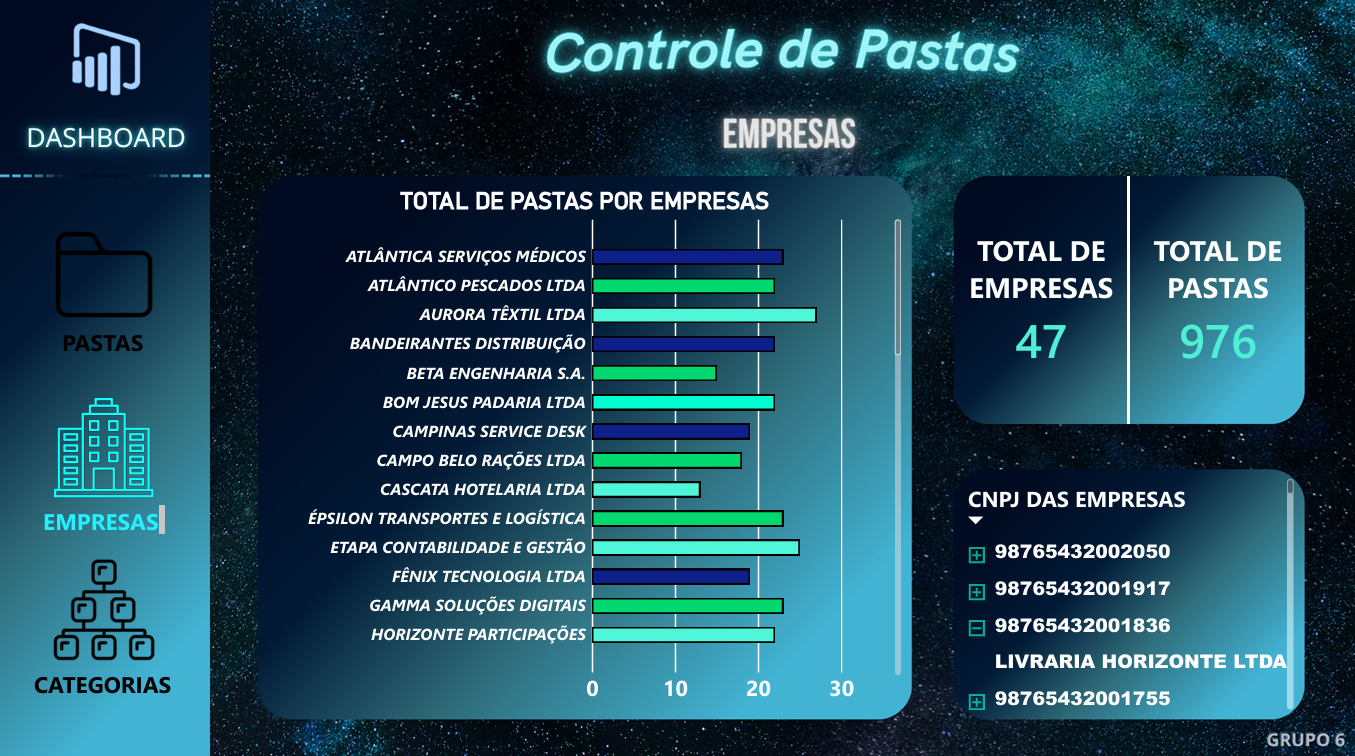 Controle de Pastas
DASHBOARD
EMPRESAS
PASTAS
EMPRESAS
CATEGORIAS
TOTAL DE PASTAS POR EMPRESAS
ATLÂNTICA SERVIÇOS MÉDICOS
ATLÂNTICO PESCADOS LTDA
AURORA TÊXTIL LTDA
BANDEIRANTES DISTRIBUIÇÃO
BETA ENGENHARIA S.A.
BOM JESUS PADARIA LTDA
CAMPINAS SERVICE DESK
CAMPO BELO RAÇÕES LTDA
CASCATA HOTELARIA LTDA
ÉPSILON TRANSPORTES E LOGÍSTICA
ETAPA CONTABILIDADE E GESTÃO
FÊNIX TECNOLOGIA LTDA
GAMMA SOLUÇÕES DIGITAIS
HORIZONTE PARTICIPAÇÕES
0 10 20 30
TOTAL DE
EMPRESAS
47
TOTAL DE
PASTAS
976
CNPJ DAS EMPRESAS
98765432002050
98765432001917
98765432001836
LIVRARIA HORIZONTE LTDA
98765432001755
GRUPO 6